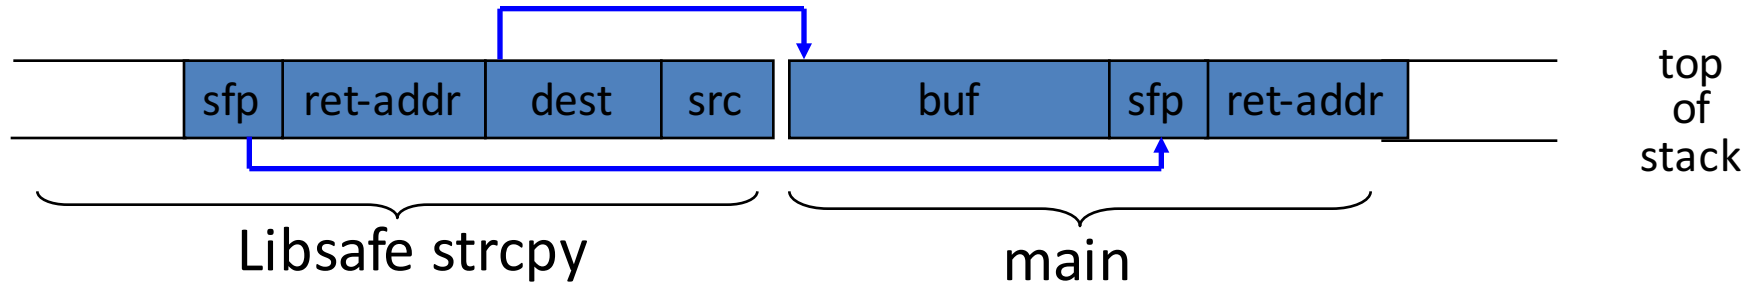 sfp ret-addr dest src buf sfp ret-addr
top
of
stack
Libsafe strcpy
main